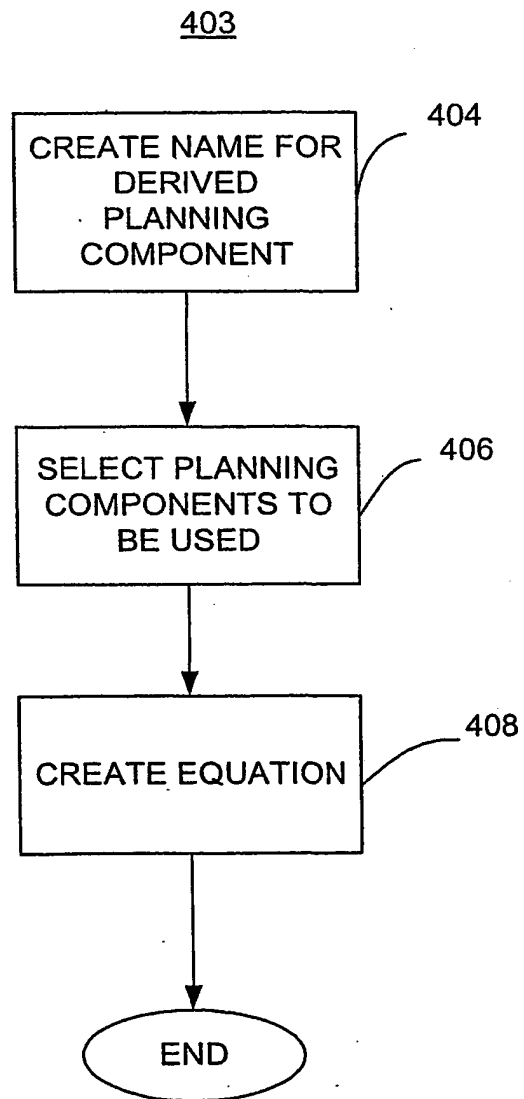 403
404
CREATE NAME FOR
DERIVED
PLANNING
COMPONENT
406
SELECT PLANNING
COMPONENTS TO
BE USED
408
CREATE EQUATION
END